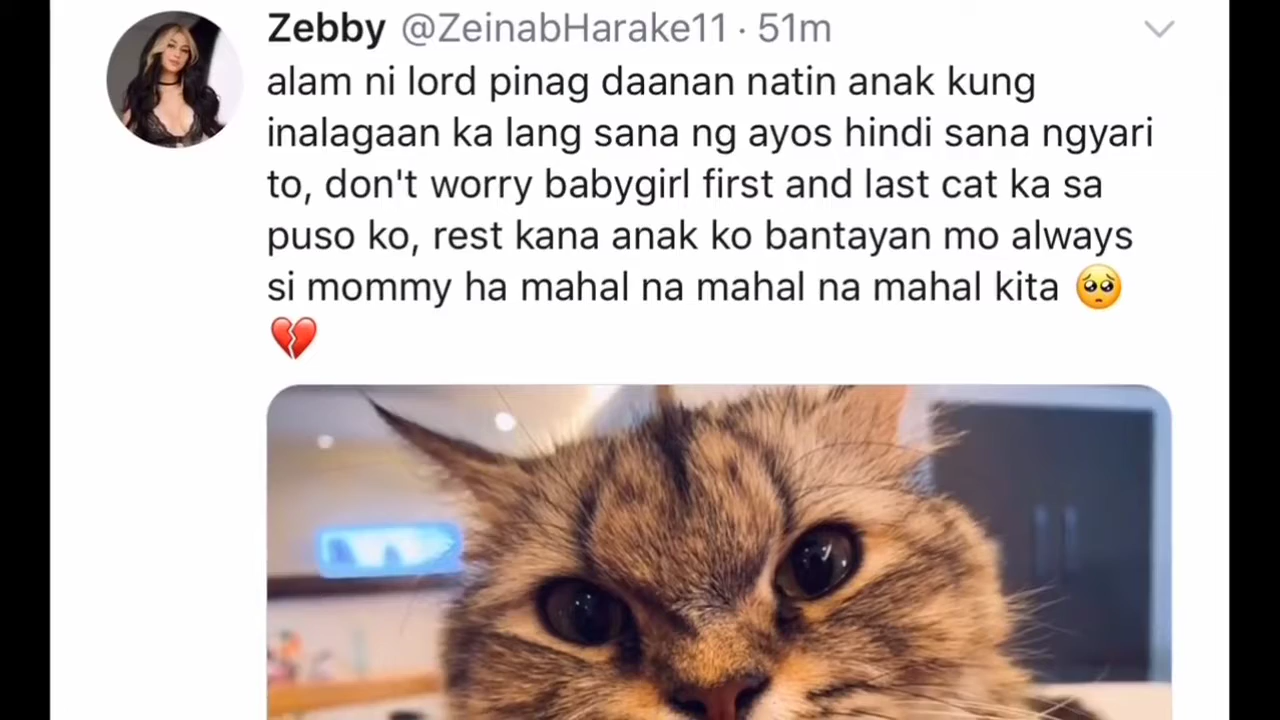 Zebby @ZeinabHarake11 · 51m
alam ni lord pinag daanan natin anak kung
inalagaan ka lang sana ng ayos hindi sana ngyari
to, don't worry babygirl first and last cat ka sa
puso ko, rest kana anak ko bantayan mo always
si mommy ha mahal na mahal na mahal kita 🥺
💔